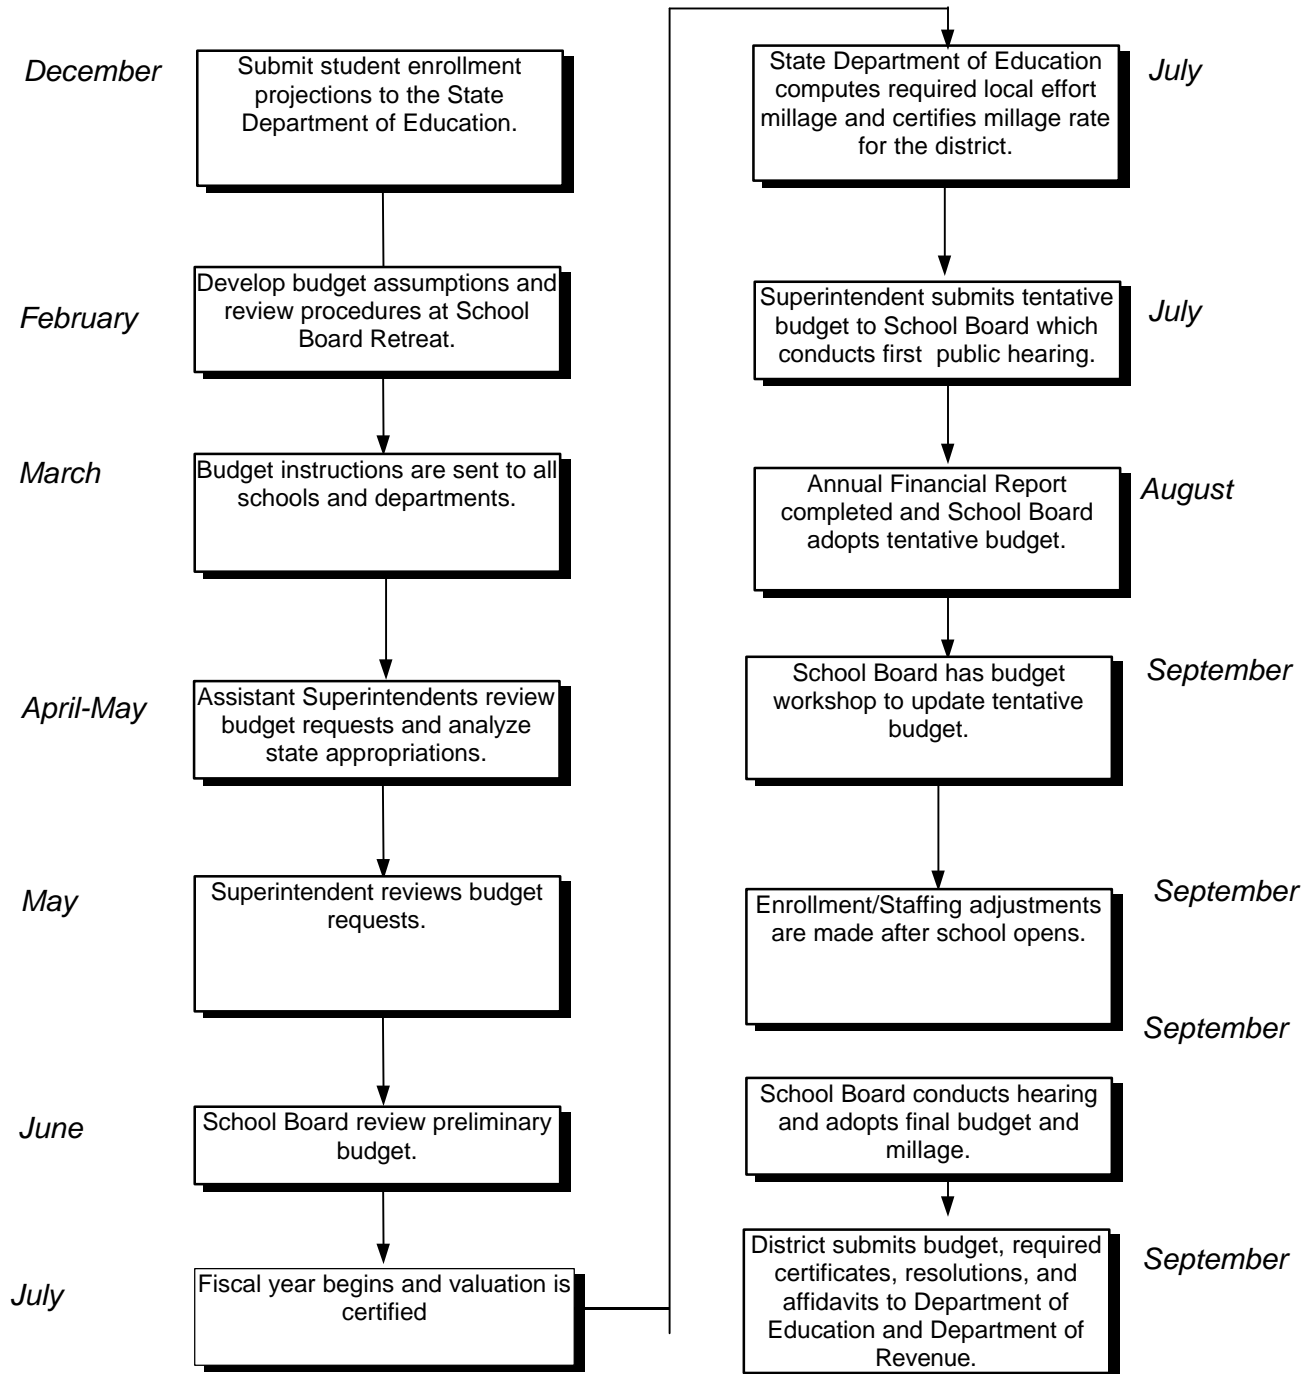 December
Submit student enrollment
projections to the State
Department of Education.
February
Develop budget assumptions and
review procedures at School
Board Retreat.
March
Budget instructions are sent to all
schools and departments.
April-May
Assistant Superintendents review
budget requests and analyze
state appropriations.
May
Superintendent reviews budget
requests.
June
School Board review preliminary
budget.
July
Fiscal year begins and valuation is
certified
State Department of Education
computes required local effort
millage and certifies millage rate
for the district.
July
Superintendent submits tentative
budget to School Board which
conducts first  public hearing.
July
Annual Financial Report
completed and School Board
adopts tentative budget.
August
School Board has budget
workshop to update tentative
budget.
September
Enrollment/Staffing adjustments
are made after school opens.
September
September
School Board conducts hearing
and adopts final budget and
millage.
District submits budget, required
certificates, resolutions, and
affidavits to Department of
Education and Department of
Revenue.
September